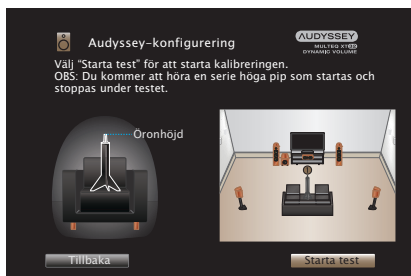 Audyssey-konfigurering
AUDYSSEY
MULTEQ XT32
DYNAMIC VOLUME
Välj “Starta test” för att starta kalibreringen.
OBS: Du kommer att höra en serie höga pip som startas och
stoppas under testet.
Öronhöjd
Tillbaka
Starta test